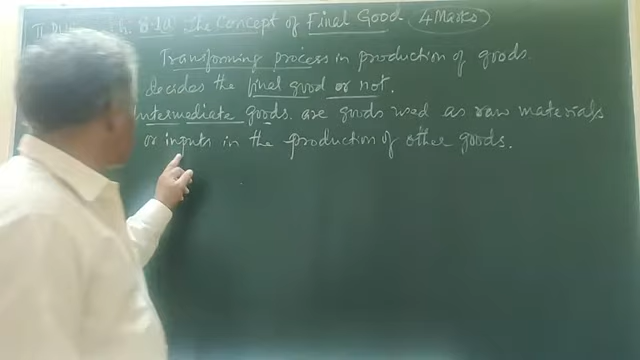 II The Concept of Final Good. 4 Marks
Transforming process in production of goods.
decides the final good or not.
Intermediate goods are goods used as raw materials
or inputs in the production of other goods.